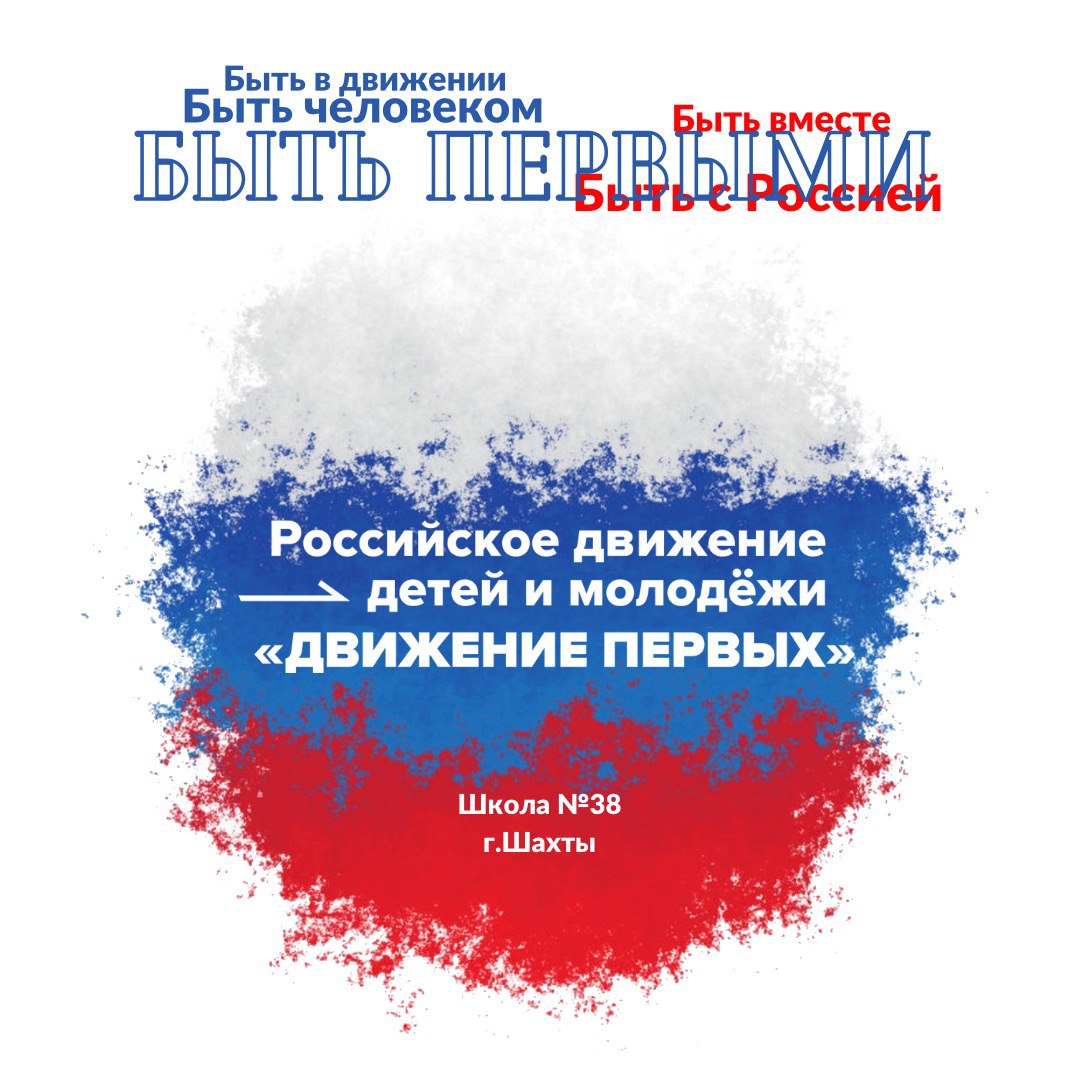 Быть в движении
Быть человеком
Быть вместе
БЫТЬ ПЕРВЫМИ
Быть с Россией
Российское движение
детей и молодёжи
«ДВИЖЕНИЕ ПЕРВЫХ»
Школа №38
г.Шахты